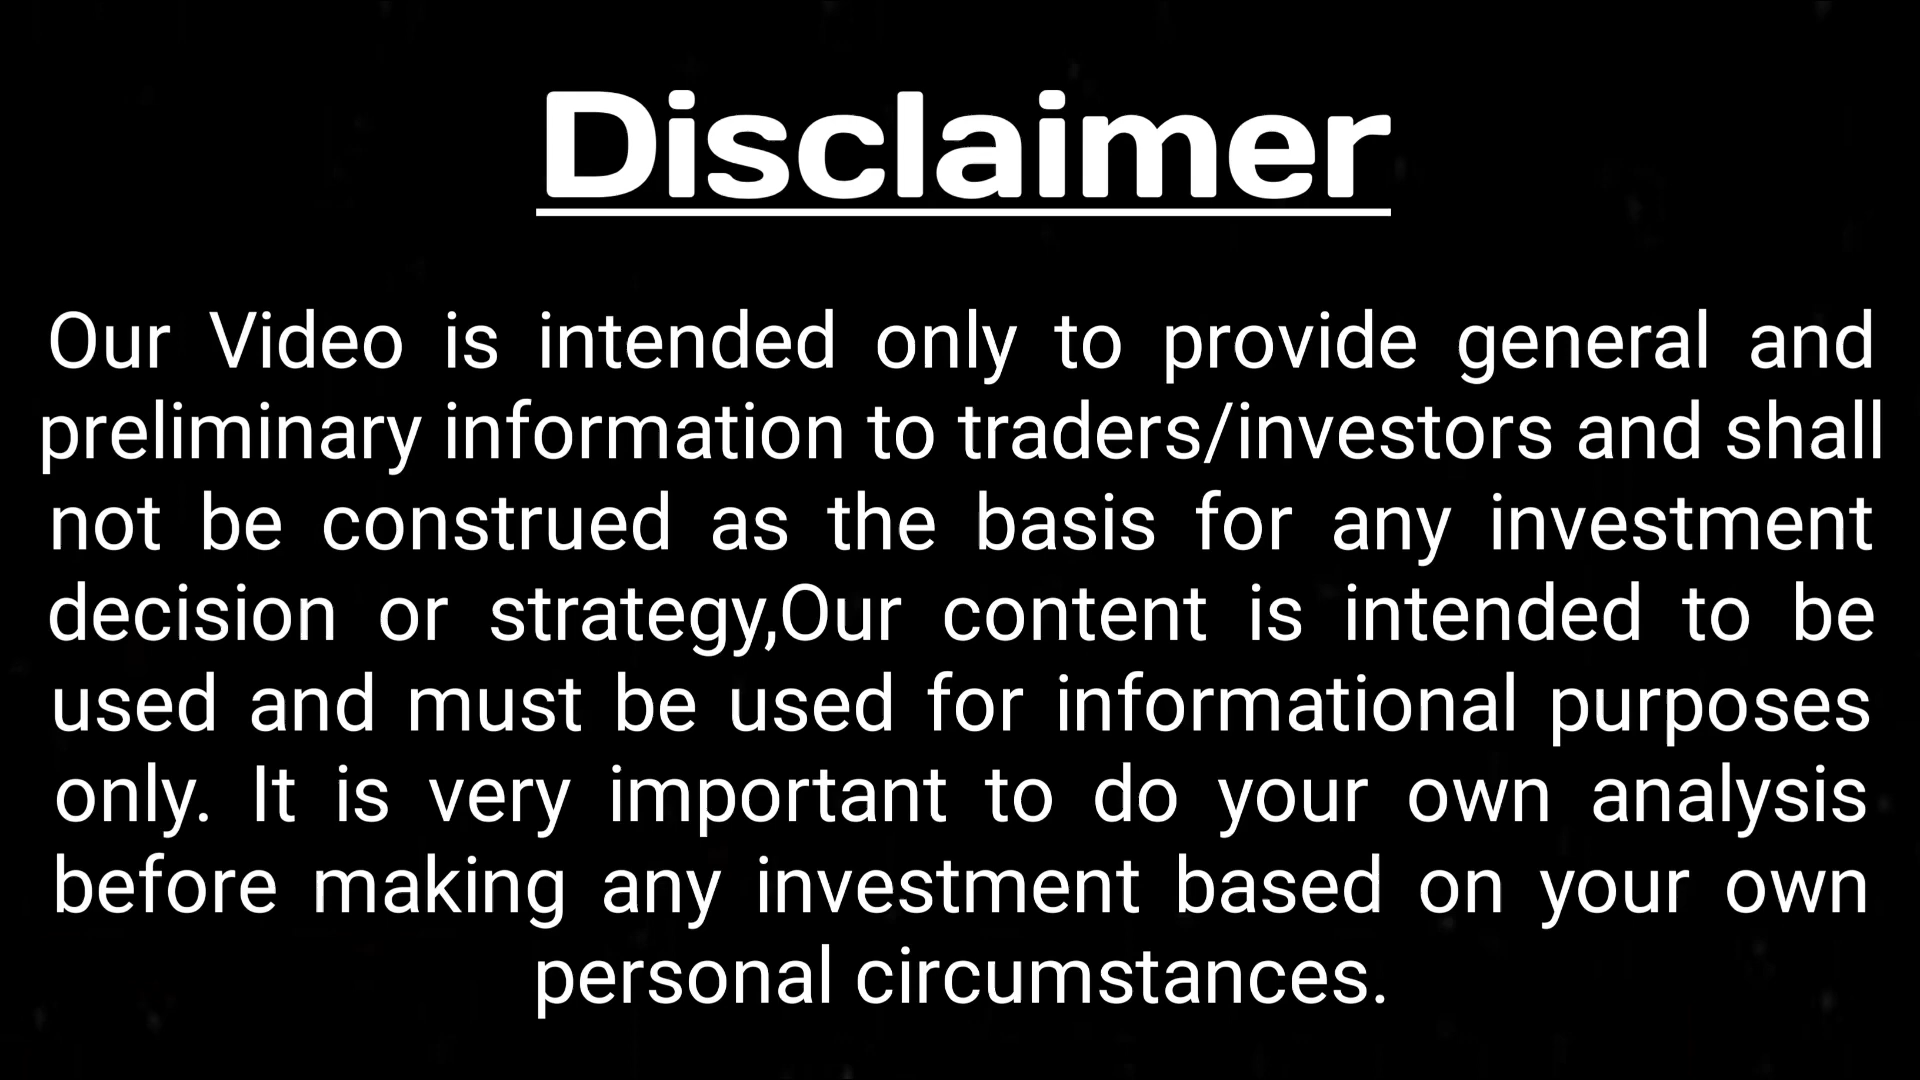 Disclaimer
Our Video is intended only to provide general and
preliminary information to traders/investors and shall
not be construed as the basis for any investment
decision or strategy,Our content is intended to be
used and must be used for informational purposes
only. It is very important to do your own analysis
before making any investment based on your own
personal circumstances.